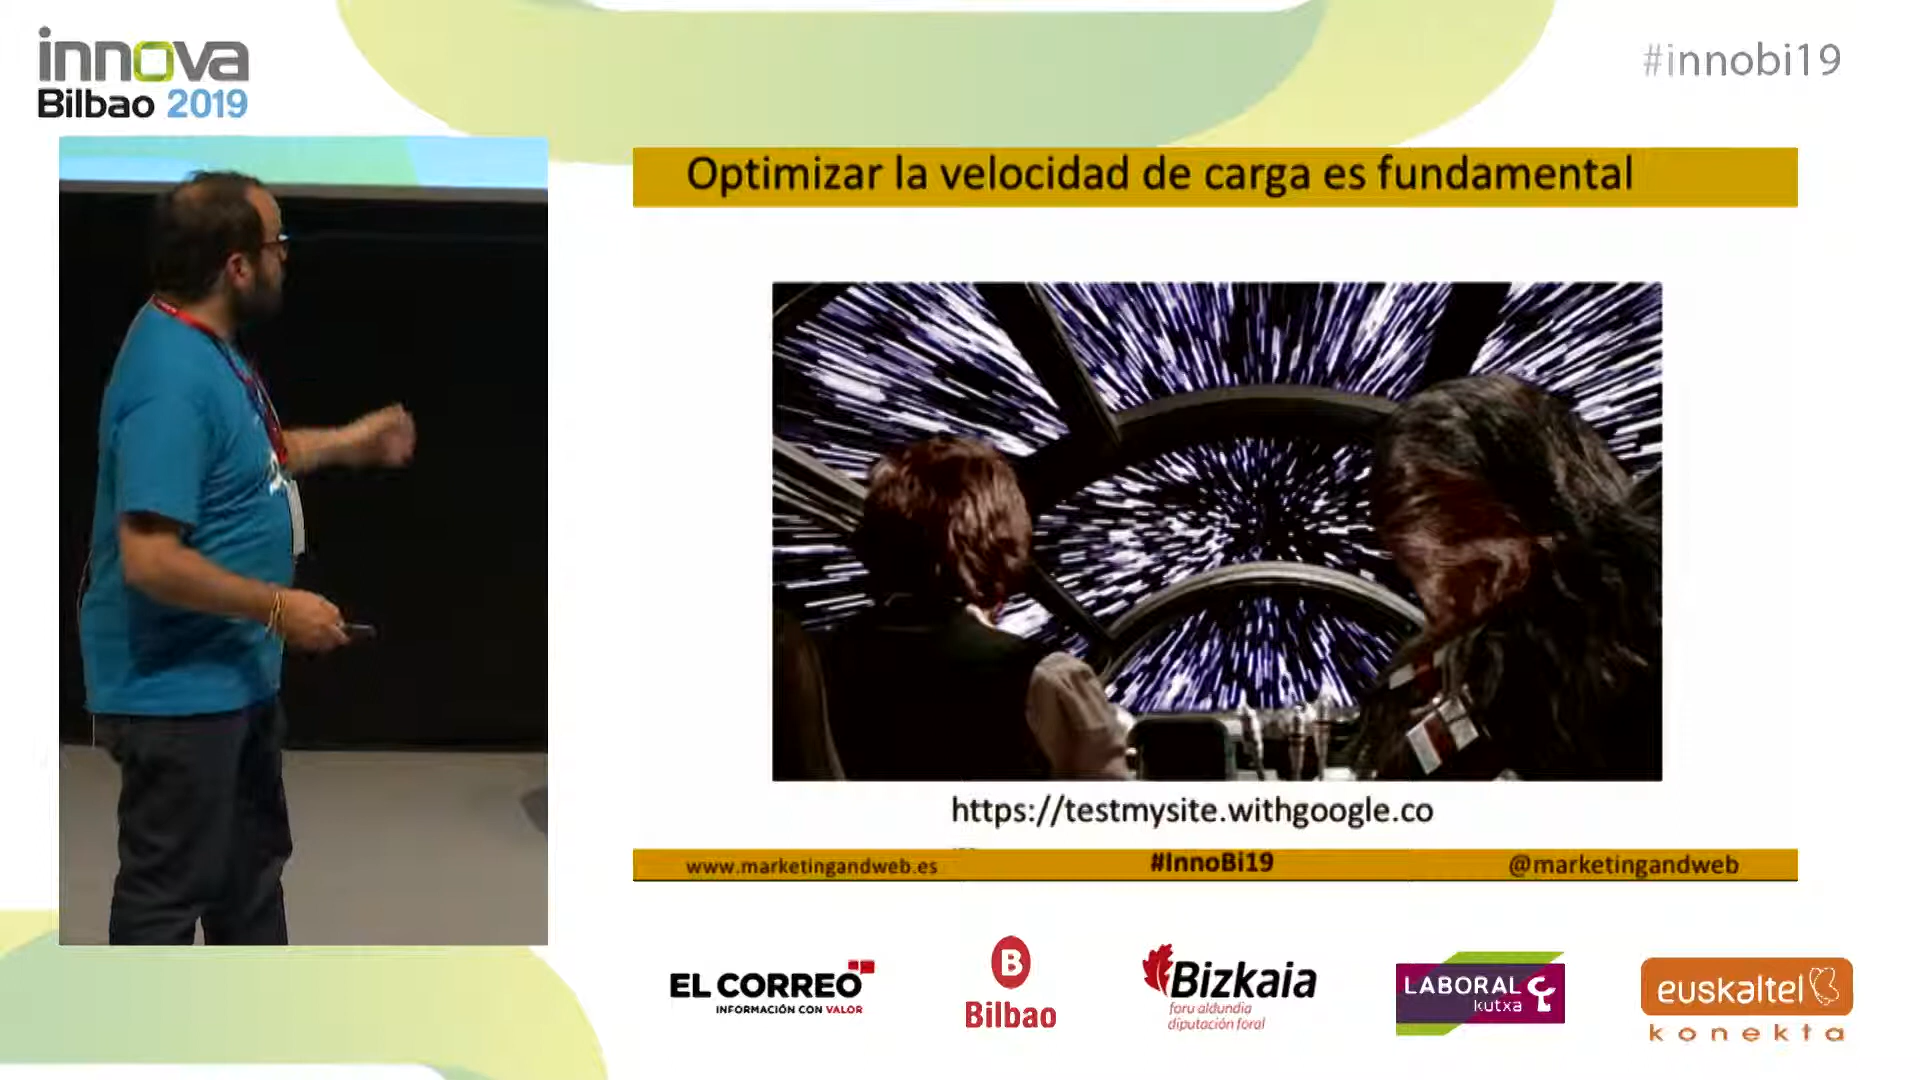 innova
Bilbao 2019
#innobi19
Optimizar la velocidad de carga es fundamental
https://testmysite.withgoogle.co
www.marketingandweb.es
#InnoBi19
@marketingandweb
EL CORREO
INFORMACIÓN CON VALOR
B
Bilbao
Bizkaia
foru aldundia
diputación foral
LABORAL
kutxa
euskaltel
konekta